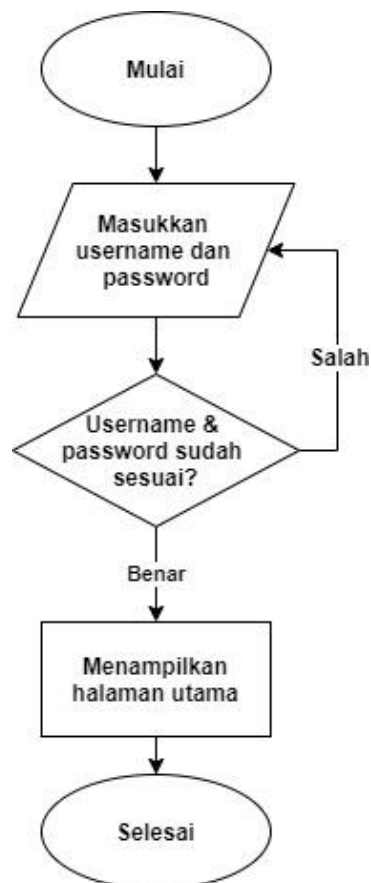 Mulai
Masukkan
username dan
password
Salah
Username &
password sudah
sesuai?
Benar
Menampilkan
halaman utama
Selesai